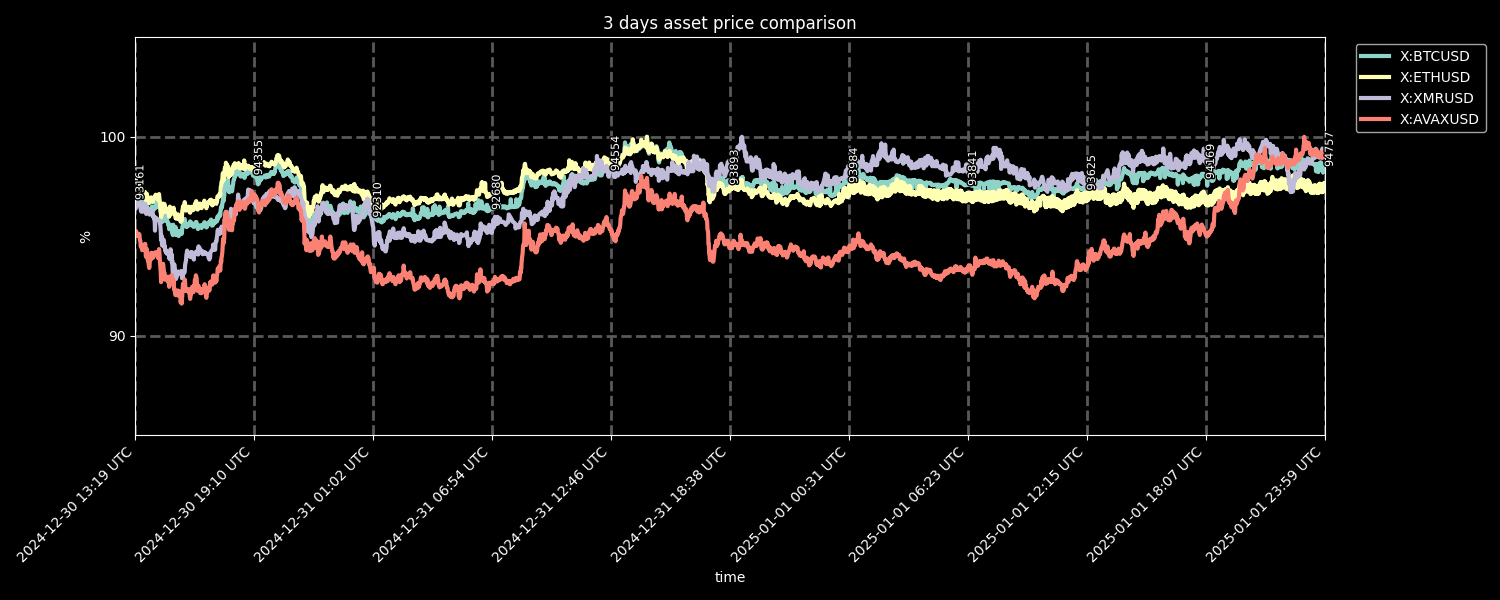 3 days asset price comparison
X:BTCUSD
X:ETHUSD
X:XMRUSD
X:AVAXUSD
100
90
%
93161
94355
92310
92680
94554
93893
93984
93841
93625
94169
94757
2024-12-30 13:19 UTC
2024-12-30 19:10 UTC
2024-12-31 01:02 UTC
2024-12-31 06:54 UTC
2024-12-31 12:46 UTC
2024-12-31 18:38 UTC
2025-01-01 00:31 UTC
2025-01-01 06:23 UTC
2025-01-01 12:15 UTC
2025-01-01 18:07 UTC
2025-01-01 23:59 UTC
time